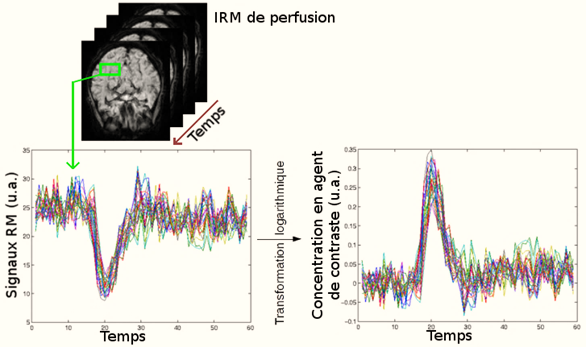 IRM de perfusion
Temps
Signaux RM (u.a.)
35
30
25
20
15
10
5
0 10 20 30 40 50 60
Temps
Transformation logarithmique
Concentration en agent
de contraste (u.a.)
0.35
0.3
0.25
0.2
0.15
0.1
0.05
0
-0.05
-0.1
0 10 20 30 40 50 60
Temps